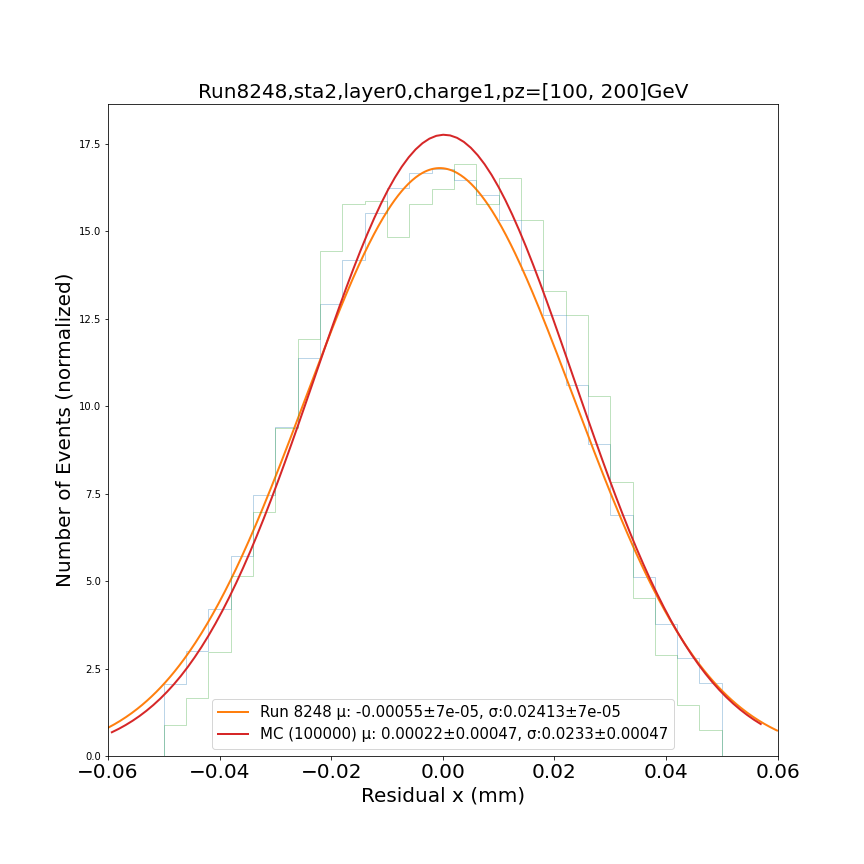 Run8248,sta2,layer0,charge1,pz=[100, 200]GeV
Number of Events (normalized)
17.5
15.0
12.5
10.0
7.5
5.0
2.5
0.0
Run 8248 μ: -0.00055±7e-05, σ:0.02413±7e-05
MC (100000) μ: 0.00022±0.00047, σ:0.0233±0.00047
−0.06 −0.04 −0.02 0.00 0.02 0.04 0.06
Residual x (mm)